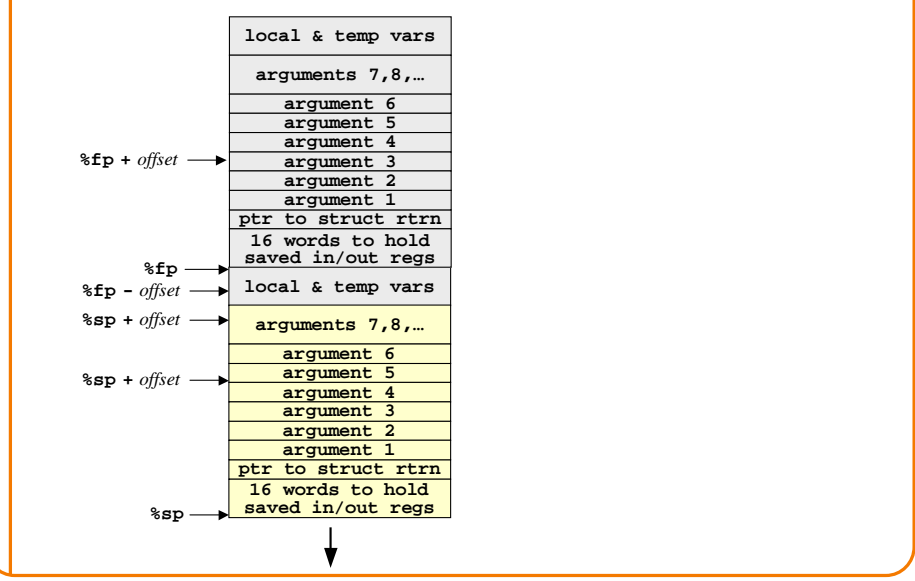 local & temp vars
arguments 7,8,…
argument 6
argument 5
argument 4
%fp + offset
argument 3
argument 2
argument 1
ptr to struct rtrn
16 words to hold
saved in/out regs
%fp
%fp - offset
local & temp vars
%sp + offset
arguments 7,8,…
argument 6
argument 5
%sp + offset
argument 4
argument 3
argument 2
argument 1
ptr to struct rtrn
16 words to hold
saved in/out regs
%sp